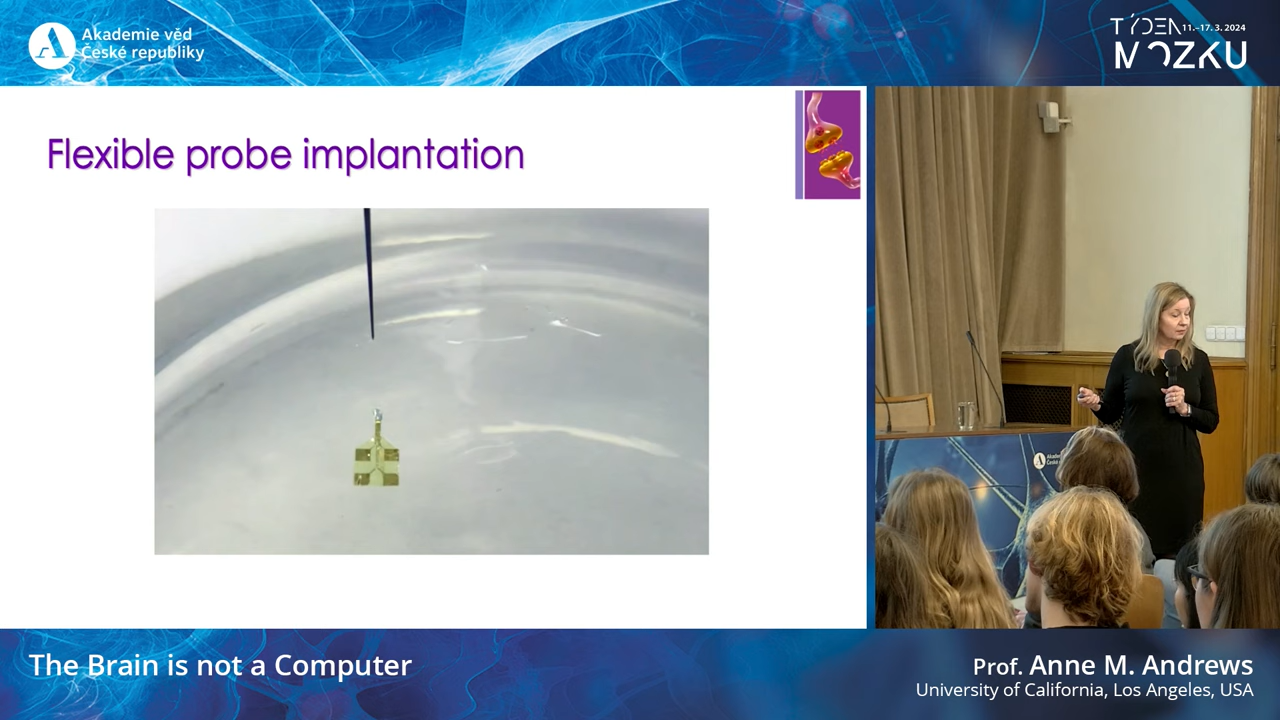 Akademie věd
České republiky
TÝDEN 11.–17. 3. 2024
MOZKU
Flexible probe implantation
The Brain is not a Computer
Prof. Anne M. Andrews
University of California, Los Angeles, USA